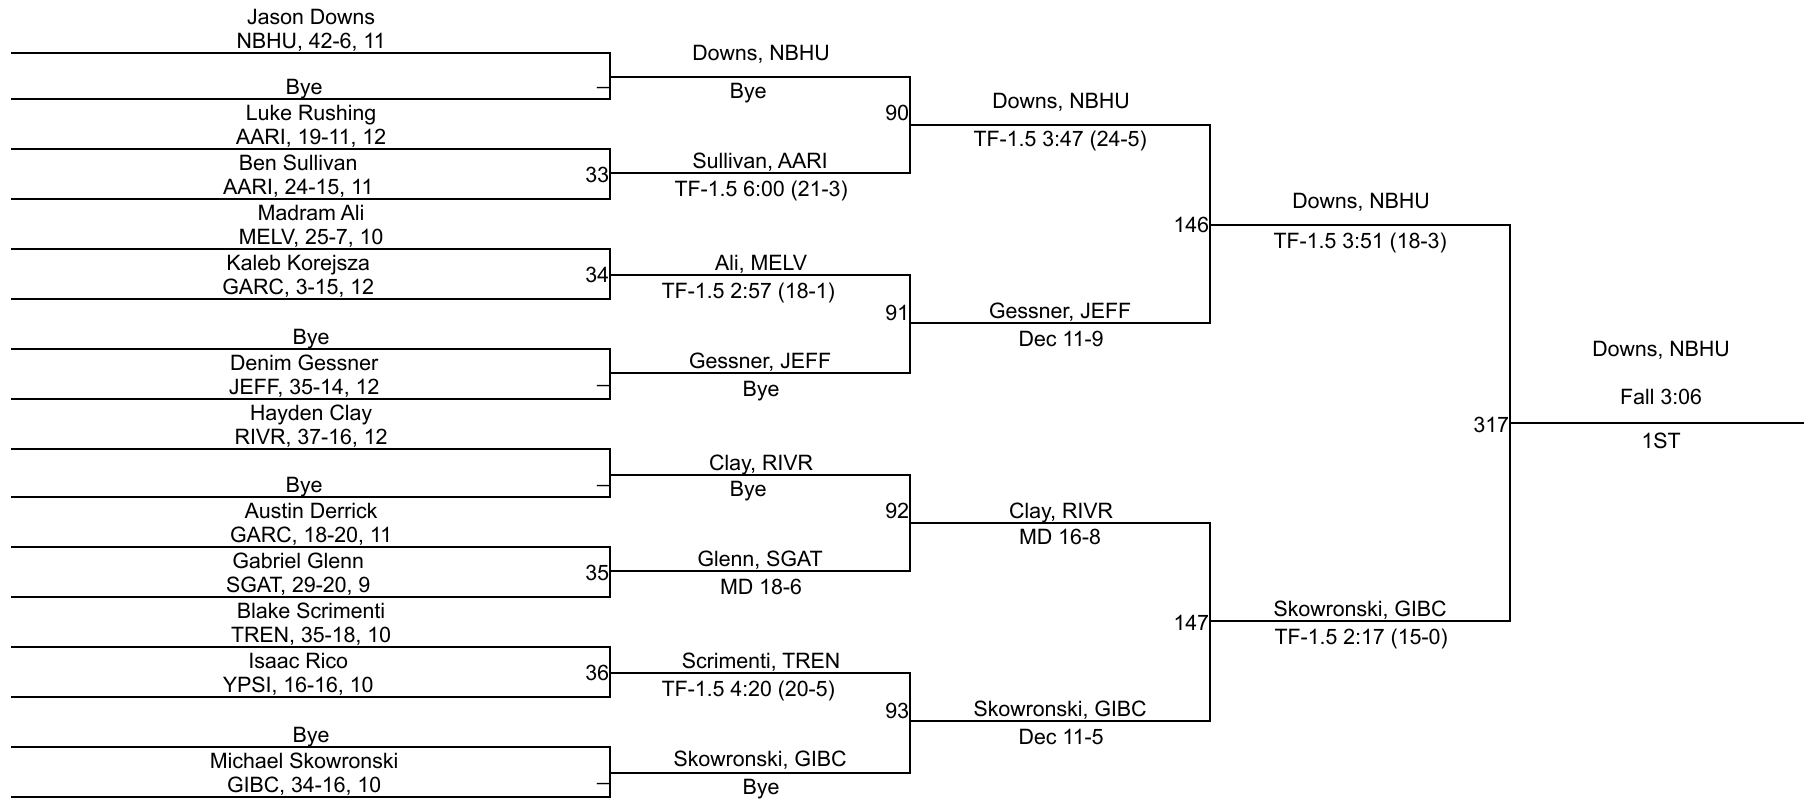 Jason Downs
NBHU, 42-6, 11
Bye
Luke Rushing
AARI, 19-11, 12
Ben Sullivan
AARI, 24-15, 11
Madram Ali
MELV, 25-7, 10
Kaleb Korejsza
GARC, 3-15, 12
Bye
Denim Gessner
JEFF, 35-14, 12
Hayden Clay
RIVR, 37-16, 12
Bye
Austin Derrick
GARC, 18-20, 11
Gabriel Glenn
SGAT, 29-20, 9
Blake Scrimenti
TREN, 35-18, 10
Isaac Rico
YPSI, 16-16, 10
Bye
Michael Skowronski
GIBC, 34-16, 10
–
33
34
–
–
35
36
–
Downs, NBHU
Bye
Sullivan, AARI
TF-1.5 6:00 (21-3)
Ali, MELV
TF-1.5 2:57 (18-1)
Gessner, JEFF
Bye
Clay, RIVR
Bye
Glenn, SGAT
MD 18-6
Scrimenti, TREN
TF-1.5 4:20 (20-5)
Skowronski, GIBC
Bye
90
91
92
93
Downs, NBHU
TF-1.5 3:47 (24-5)
Gessner, JEFF
Dec 11-9
Clay, RIVR
MD 16-8
Skowronski, GIBC
Dec 11-5
146
147
Downs, NBHU
TF-1.5 3:51 (18-3)
Skowronski, GIBC
TF-1.5 2:17 (15-0)
317
Downs, NBHU
Fall 3:06
1ST